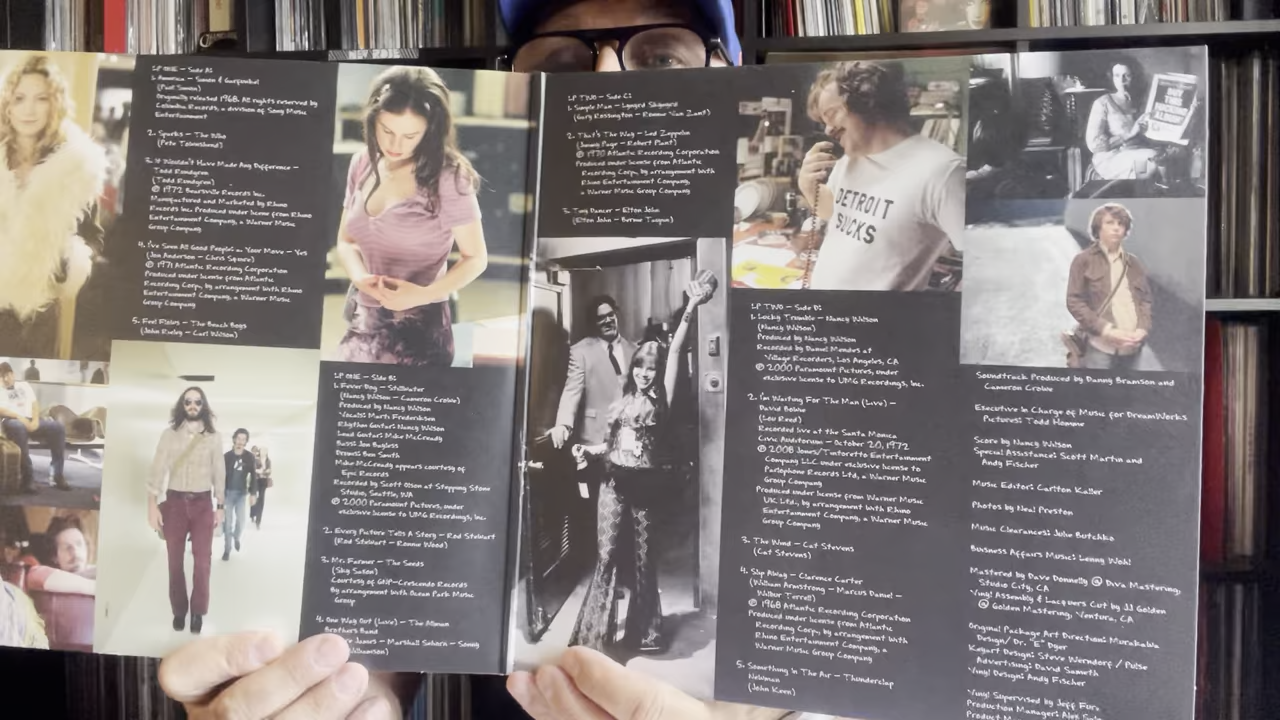 LP ONE - Side A:
1. America - Simon & Garfunkel
(Paul Simon)
Originally released 1968. All rights reserved by
Columbia Records, a division of Sony Music
Entertainment
2. Sparks - The Who
(Pete Townshend)
3. It Wouldn't Have Made Any Difference -
Todd Rundgren
(Todd Rundgren)
© 1972 Bearsville Records Inc.
Manufactured and Marketed by Rhino
Records Inc. Produced under license from Rhino
Entertainment Company, a Warner Music
Group Company
4. I've Seen All Good People: - Your Move - Yes
(Jon Anderson - Chris Squire)
℗ 1971 Atlantic Recording Corporation
Produced under license from Atlantic
Recording Corp., by arrangement with Rhino
Entertainment Company, a Warner Music
Group Company
5. Feel Flows - The Beach Boys
(John Rieley - Carl Wilson)
LP ONE - Side B:
1. Fever Dog - Stillwater
(Nancy Wilson - Cameron Crowe)
Produced by Nancy Wilson
Vocals: Marti Frederiksen
Rhythm Guitar: Nancy Wilson
Lead Guitar: Mike McCready
Bass: Jon Bayless
Drums: Ben Smith
Mike McCready appears courtesy of
Epic Records
Recorded by Scott Olson at Stepping Stone
Studio, Seattle, WA
℗ 2000 Paramount Pictures, under
exclusive license to UMG Recordings, Inc.
2. Every Picture Tells A Story - Rod Stewart
(Rod Stewart - Ronnie Wood)
3. Mr. Farmer - The Seeds
(Sky Saxon)
Courtesy of GNP-Crescendo Records
By arrangement with Ocean Park Music
Group
4. One Way Out (Live) - The Allman
Brothers Band
James - Marshall Sehorn - Sonny
Williamson)
LP TWO - Side C:
1. Simple Man - Lynyrd Skynyrd
(Gary Rossington - Ronnie Van Zant)
2. That's The Way - Led Zeppelin
(Jimmy Page - Robert Plant)
℗ 1970 Atlantic Recording Corporation
Produced under license from Atlantic
Recording Corp., by arrangement with
Rhino Entertainment Company,
a Warner Music Group Company
3. Tiny Dancer - Elton John
(Elton John - Bernie Taupin)
DETROIT
SUCKS
LP TWO - Side D:
1. Lucky Trumble - Nancy Wilson
(Nancy Wilson)
Produced by Nancy Wilson
Recorded by Daniel Mendez at
Village Recorders, Los Angeles, CA
℗ 2000 Paramount Pictures, under
exclusive license to UMG Recordings, Inc.
2. I'm Waiting For The Man (Live) -
David Bowie
(Lou Reed)
Recorded live at the Santa Monica
Civic Auditorium - October 20, 1972
℗ 2008 Jones/Tintoretto Entertainment
Company LLC under exclusive license to
Parlophone Records Ltd, a Warner Music
Group Company
Produced under license from Warner Music
UK Ltd., by arrangement with Rhino
Entertainment Company, a Warner Music
Group Company
3. The Wind - Cat Stevens
(Cat Stevens)
4. Slip Away - Clarence Carter
(William Armstrong - Marcus Daniel -
Wilbur Terrell)
℗ 1968 Atlantic Recording Corporation
Produced under license from Atlantic
Recording Corp., by arrangement with
Rhino Entertainment Company, a
Warner Music Group Company
5. Something In The Air - Thunderclap
Newman
(John Keen)
Soundtrack Produced by Danny Bramson and
Cameron Crowe
Executive in Charge of Music for DreamWorks
Pictures: Todd Homme
Score by Nancy Wilson
Special Assistance: Scott Martin and
Andy Fischer
Music Editor: Carlton Kaller
Photos by Neal Preston
Music Clearances: Julie Butchko
Business Affairs Music: Lenny Wohl
Mastered by Dave Donnelly @ Diva Mastering,
Studio City, CA
Vinyl Assembly & Lacquers Cut by JJ Golden
@ Golden Mastering, Ventura, CA
Original Package Art Direction: Murakawa
Design/Dr. "E" Dyer
Keyart Design: Steve Werndorf / Pulse
Advertising: David Sameth
Vinyl Design: Andy Fischer
Vinyl Supervised by Jeff
Production Manager: Alex